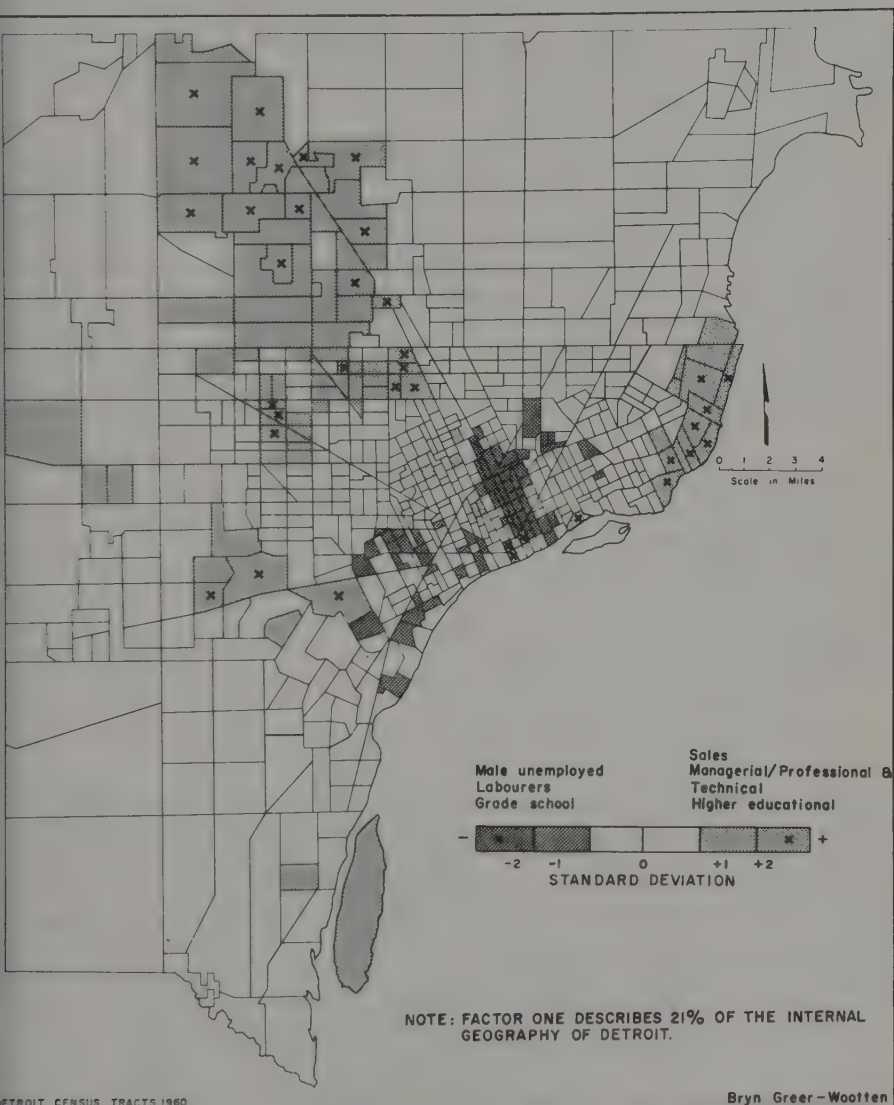 0 1 2 3 4
Scale in Miles
Male unemployed
Labourers
Grade school
Sales
Managerial/Professional &
Technical
Higher educational
- +
-2 -1 0 +1 +2
STANDARD DEVIATION
NOTE: FACTOR ONE DESCRIBES 21% OF THE INTERNAL
GEOGRAPHY OF DETROIT.
DETROIT CENSUS TRACTS 1960
Bryn Greer-Wootten